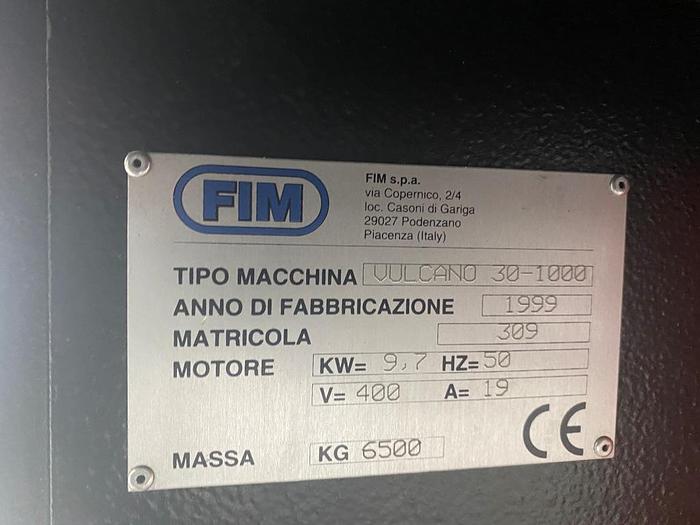 FIM
FIM s.p.a.
via Copernico, 2/4
loc. Casoni di Gariga
29027 Podenzano
Piacenza (Italy)
TIPO MACCHINA VULCANO 30-1000
ANNO DI FABBRICAZIONE 1999
MATRICOLA 309
MOTORE KW= 9,7 HZ= 50
V= 400 A= 19
MASSA KG 6500
CE